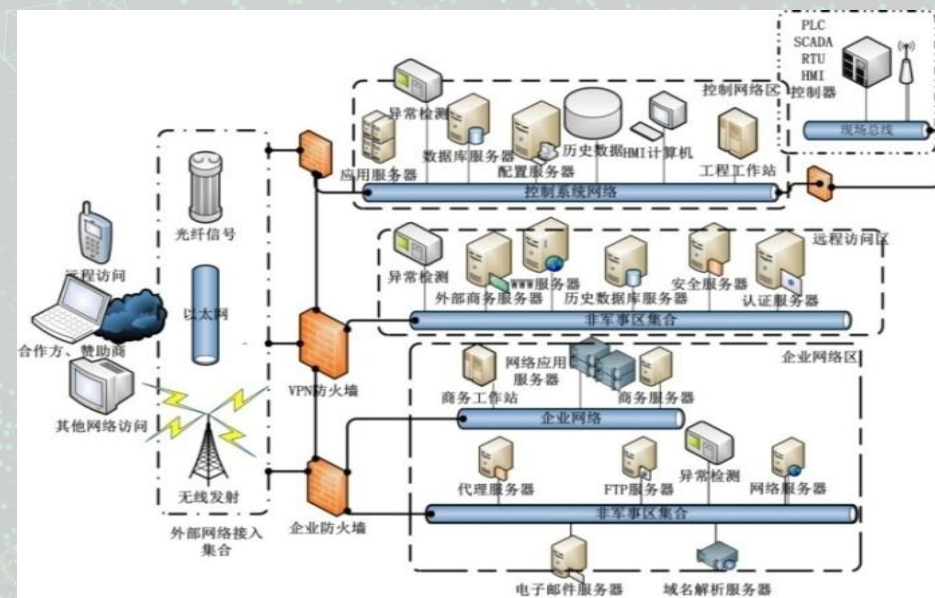 PLC
SCADA
RTU
HMI
控制器
现场总线
控制网络区
异常检测
应用服务器
数据库服务器
配置服务器
历史数据
HMI计算机
工程工作站
控制系统网络
光纤信号
远程访问
以太网
合作方、赞助商
其他网络访问
无线发射
外部网络接入
集合
VPN防火墙
企业防火墙
远程访问区
异常检测
外部商务服务器
WWW服务器
历史数据库服务器
安全服务器
认证服务器
非军事区集合
企业网络区
商务工作站
网络应用
服务器
商务服务器
企业网络
代理服务器
FTP服务器
异常检测
网络服务器
非军事区集合
电子邮件服务器
域名解析服务器